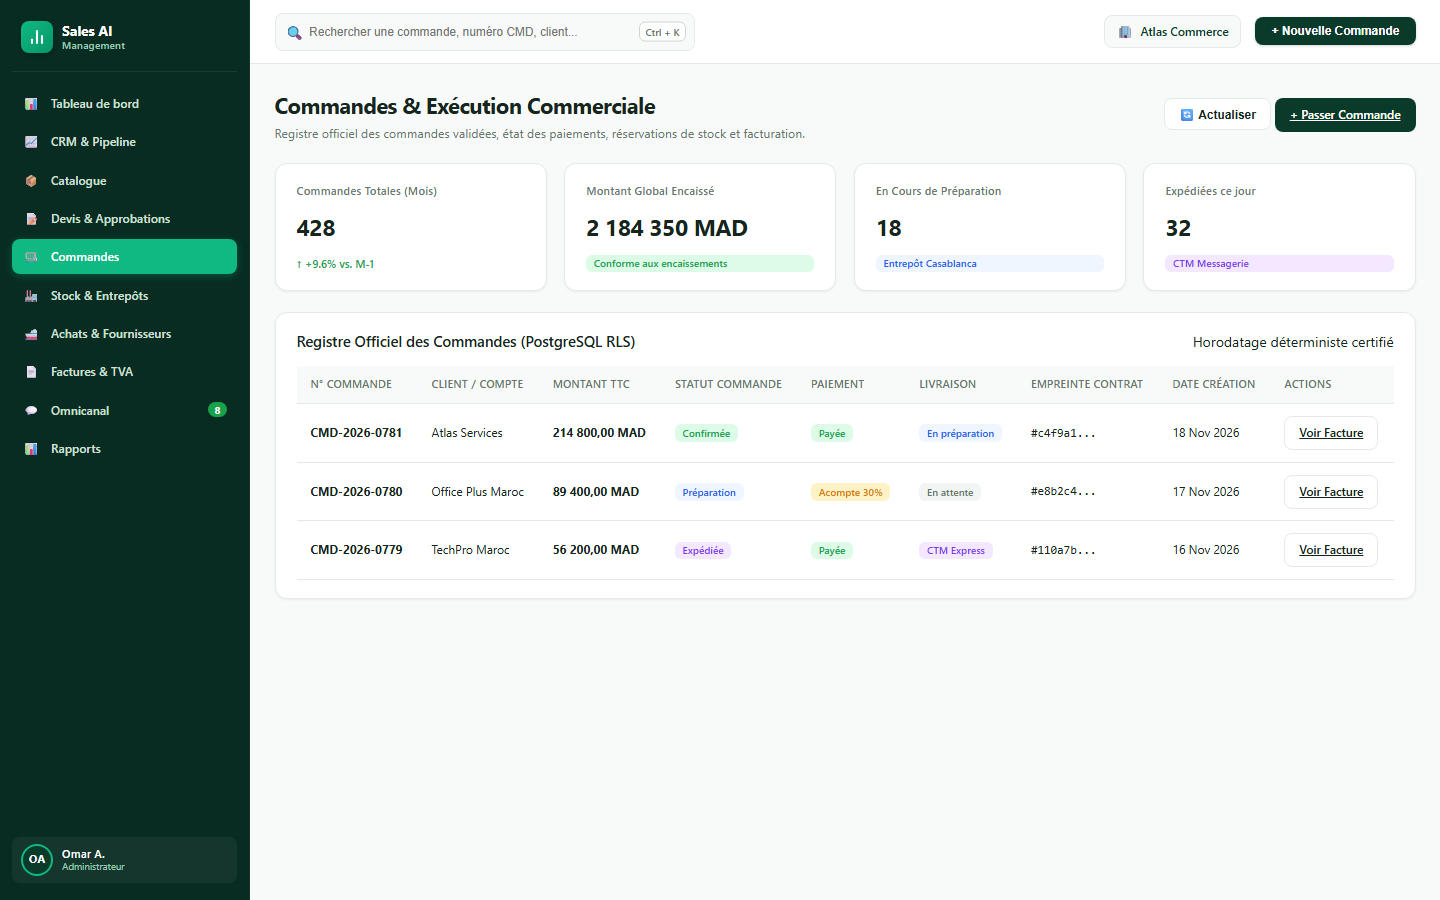 Sales AI
Management
Tableau de bord
CRM & Pipeline
Catalogue
Devis & Approbations
Commandes
Stock & Entrepôts
Achats & Fournisseurs
Factures & TVA
Omnicanal 8
Rapports
OA
Omar A.
Administrateur
Rechercher une commande, numéro CMD, client... Ctrl + K
Atlas Commerce
+ Nouvelle Commande
Commandes & Exécution Commerciale
Registre officiel des commandes validées, état des paiements, réservations de stock et facturation.
Actualiser
+ Passer Commande
Commandes Totales (Mois)
428
↑ +9.6% vs. M-1
Montant Global Encaissé
2 184 350 MAD
Conforme aux encaissements
En Cours de Préparation
18
Entrepôt Casablanca
Expédiées ce jour
32
CTM Messagerie
Registre Officiel des Commandes (PostgreSQL RLS)
Horodatage déterministe certifié
N° COMMANDE CLIENT / COMPTE MONTANT TTC STATUT COMMANDE PAIEMENT LIVRAISON EMPREINTE CONTRAT DATE CRÉATION ACTIONS
CMD-2026-0781 Atlas Services 214 800,00 MAD Confirmée Payée En préparation #c4f9a1... 18 Nov 2026 Voir Facture
CMD-2026-0780 Office Plus Maroc 89 400,00 MAD Préparation Acompte 30% En attente #e8b2c4... 17 Nov 2026 Voir Facture
CMD-2026-0779 TechPro Maroc 56 200,00 MAD Expédiée Payée CTM Express #110a7b... 16 Nov 2026 Voir Facture